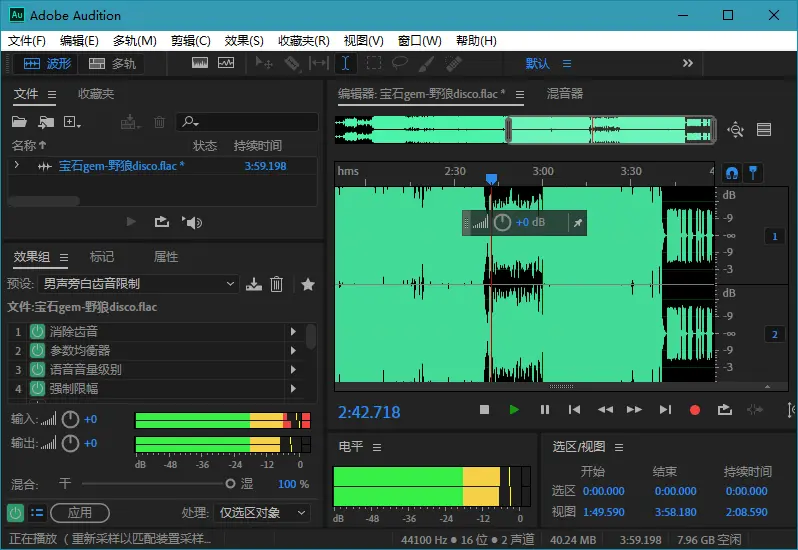 Au Adobe Audition
文件(F) 编辑(E) 多轨(M) 剪辑(C) 效果(S) 收藏夹(R) 视图(V) 窗口(W) 帮助(H)
波形 多轨 默认
文件 收藏夹
名称 状态 持续时间
宝石gem-野狼disco.flac * 3:59.198
效果组 标记 属性
预设: 男声旁白齿音限制
文件:宝石gem-野狼disco.flac
1 消除齿音
2 参数均衡器
3 语音音量级别
4 强制限幅
输入: +0
输出: +0
dB -48 -36 -24 -12 0
混合: 干 湿 100 %
应用 处理: 仅选区对象
编辑器: 宝石gem-野狼disco.flac * 混音器
hms 2:30 3:00 3:30 4
+0 dB
dB
-9
-∞
-9
-3
1
dB
-3
-9
-∞
-9
-3
2
2:42.718
电平
dB -48 -36 -24 -12 0
选区/视图
开始 结束 持续时间
选区 0:00.000 0:00.000 0:00.000
视图 1:49.590 3:58.180 2:08.590
正在播放（ 重新采样以匹配装置采样... 44100 Hz • 16 位 • 2 声道 40.24 MB 3:59.198 7.96 GB 空闲